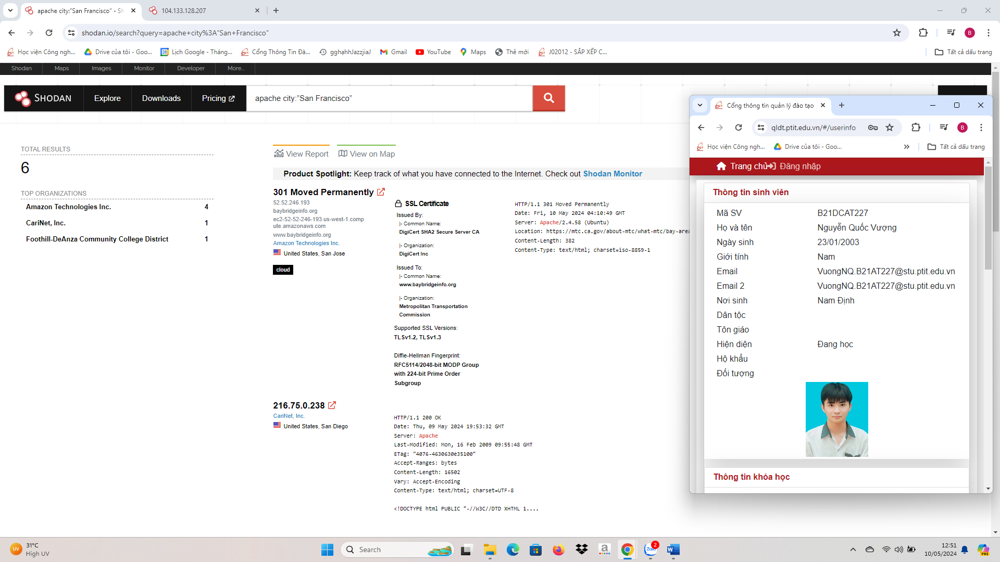 apache city:"San Francisco" - Sh
104.133.128.207
shodan.io/search?query=apache+city%3A"San+Francisco"
Học viện Công ngh...
Drive của tôi - Goo...
Lịch Google - Tháng...
Cổng Thông Tin Đà...
gghạhhJazzjiaJ
Gmail
YouTube
Maps
Thẻ mới
J02012 - SẮP XẾP C...
Tất cả dấu trang
Shodan
Maps
Images
Monitor
Developer
More...
SHODAN
Explore
Downloads
Pricing
apache city:"San Francisco"
TOTAL RESULTS
6
TOP ORGANIZATIONS
Amazon Technologies Inc. 4
CariNet, Inc. 1
Foothill-DeAnza Community College District 1
View Report
View on Map
Product Spotlight: Keep track of what you have connected to the Internet. Check out Shodan Monitor
301 Moved Permanently
52.52.246.193
baybridgeinfo.org
ec2-52-52-246-193.us-west-1.comp
ute.amazonaws.com
www.baybridgeinfo.org
Amazon Technologies Inc.
United States, San Jose
cloud
SSL Certificate
Issued By:
|- Common Name:
DigiCert SHA2 Secure Server CA
|- Organization:
DigiCert Inc
Issued To:
|- Common Name:
www.baybridgeinfo.org
|- Organization:
Metropolitan Transportation
Commission
Supported SSL Versions:
TLSv1.2, TLSv1.3
Diffie-Hellman Fingerprint:
RFC5114/2048-bit MODP Group
with 224-bit Prime Order
Subgroup
HTTP/1.1 301 Moved Permanently
Date: Fri, 10 May 2024 04:10:49 GMT
Server: Apache/2.4.58 (Ubuntu)
Location: https://mtc.ca.gov/about-mtc/what-mtc/bay-area
Content-Length: 382
Content-Type: text/html; charset=iso-8859-1
216.75.0.238
CariNet, Inc.
United States, San Diego
HTTP/1.1 200 OK
Date: Thu, 09 May 2024 19:53:32 GMT
Server: Apache
Last-Modified: Mon, 16 Feb 2009 09:55:48 GMT
ETag: "4076-4630630e35100"
Accept-Ranges: bytes
Content-Length: 16502
Vary: Accept-Encoding
Content-Type: text/html; charset=UTF-8
<!DOCTYPE html PUBLIC "-//W3C//DTD XHTML 1....
Cổng thông tin quản lý đào tạo
qldt.ptit.edu.vn/#/userinfo
B
Học viện Công ngh...
Drive của tôi - Goo...
Tất cả dấu trang
Trang chủ
Đăng nhập
Thông tin sinh viên
Mã SV B21DCAT227
Họ và tên Nguyễn Quốc Vượng
Ngày sinh 23/01/2003
Giới tính Nam
Email VuongNQ.B21AT227@stu.ptit.edu.vn
Email 2 VuongNQ.B21AT227@stu.ptit.edu.vn
Nơi sinh Nam Định
Dân tộc
Tôn giáo
Hiện diện Đang học
Hộ khẩu
Đối tượng
Thông tin khóa học
UV
31°C
High UV
Search
Zalo
2
12:51
10/05/2024
PRE